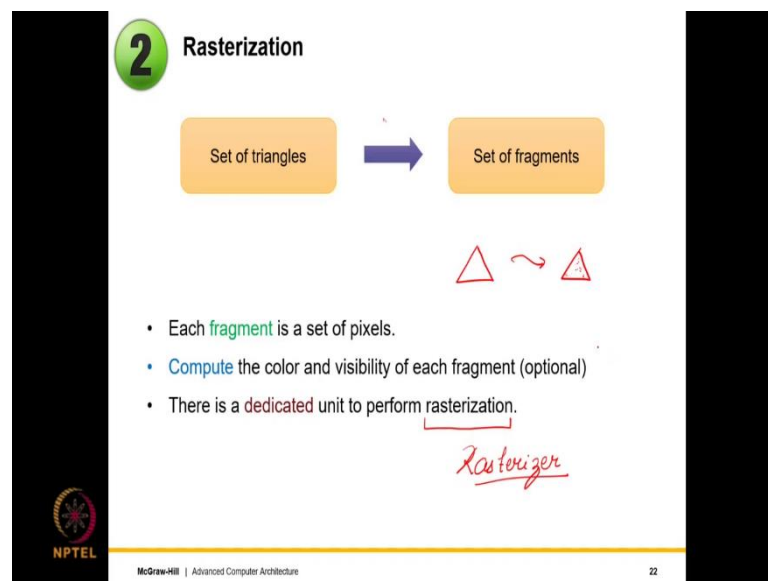 2
Rasterization
Set of triangles
Set of fragments
• Each fragment is a set of pixels.
• Compute the color and visibility of each fragment (optional)
• There is a dedicated unit to perform rasterization.
Rasterizer
NPTEL
McGraw-Hill | Advanced Computer Architecture
22